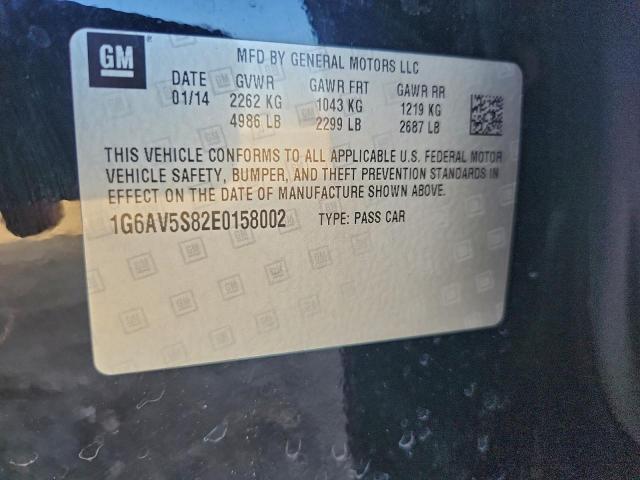 GM
MFD BY GENERAL MOTORS LLC
DATE GVWR GAWR FRT GAWR RR
01/14 2262 KG 1043 KG 1219 KG
4986 LB 2299 LB 2687 LB
THIS VEHICLE CONFORMS TO ALL APPLICABLE U.S. FEDERAL MOTOR
VEHICLE SAFETY, BUMPER, AND THEFT PREVENTION STANDARDS IN
EFFECT ON THE DATE OF MANUFACTURE SHOWN ABOVE.
1G6AV5S82E0158002 TYPE: PASS CAR